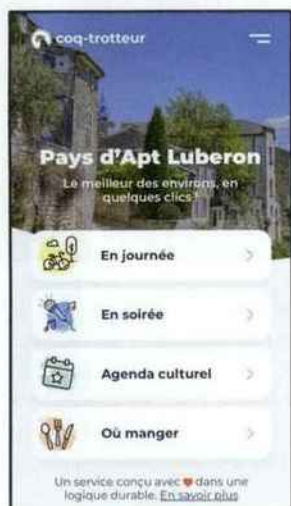 coq-trotteur
Pays d'Apt Luberon
Le meilleur des environs, en
quelques clics !
En journée
En soirée
Agenda culturel
Où manger
Un service conçu avec dans une
logique durable. En savoir plus